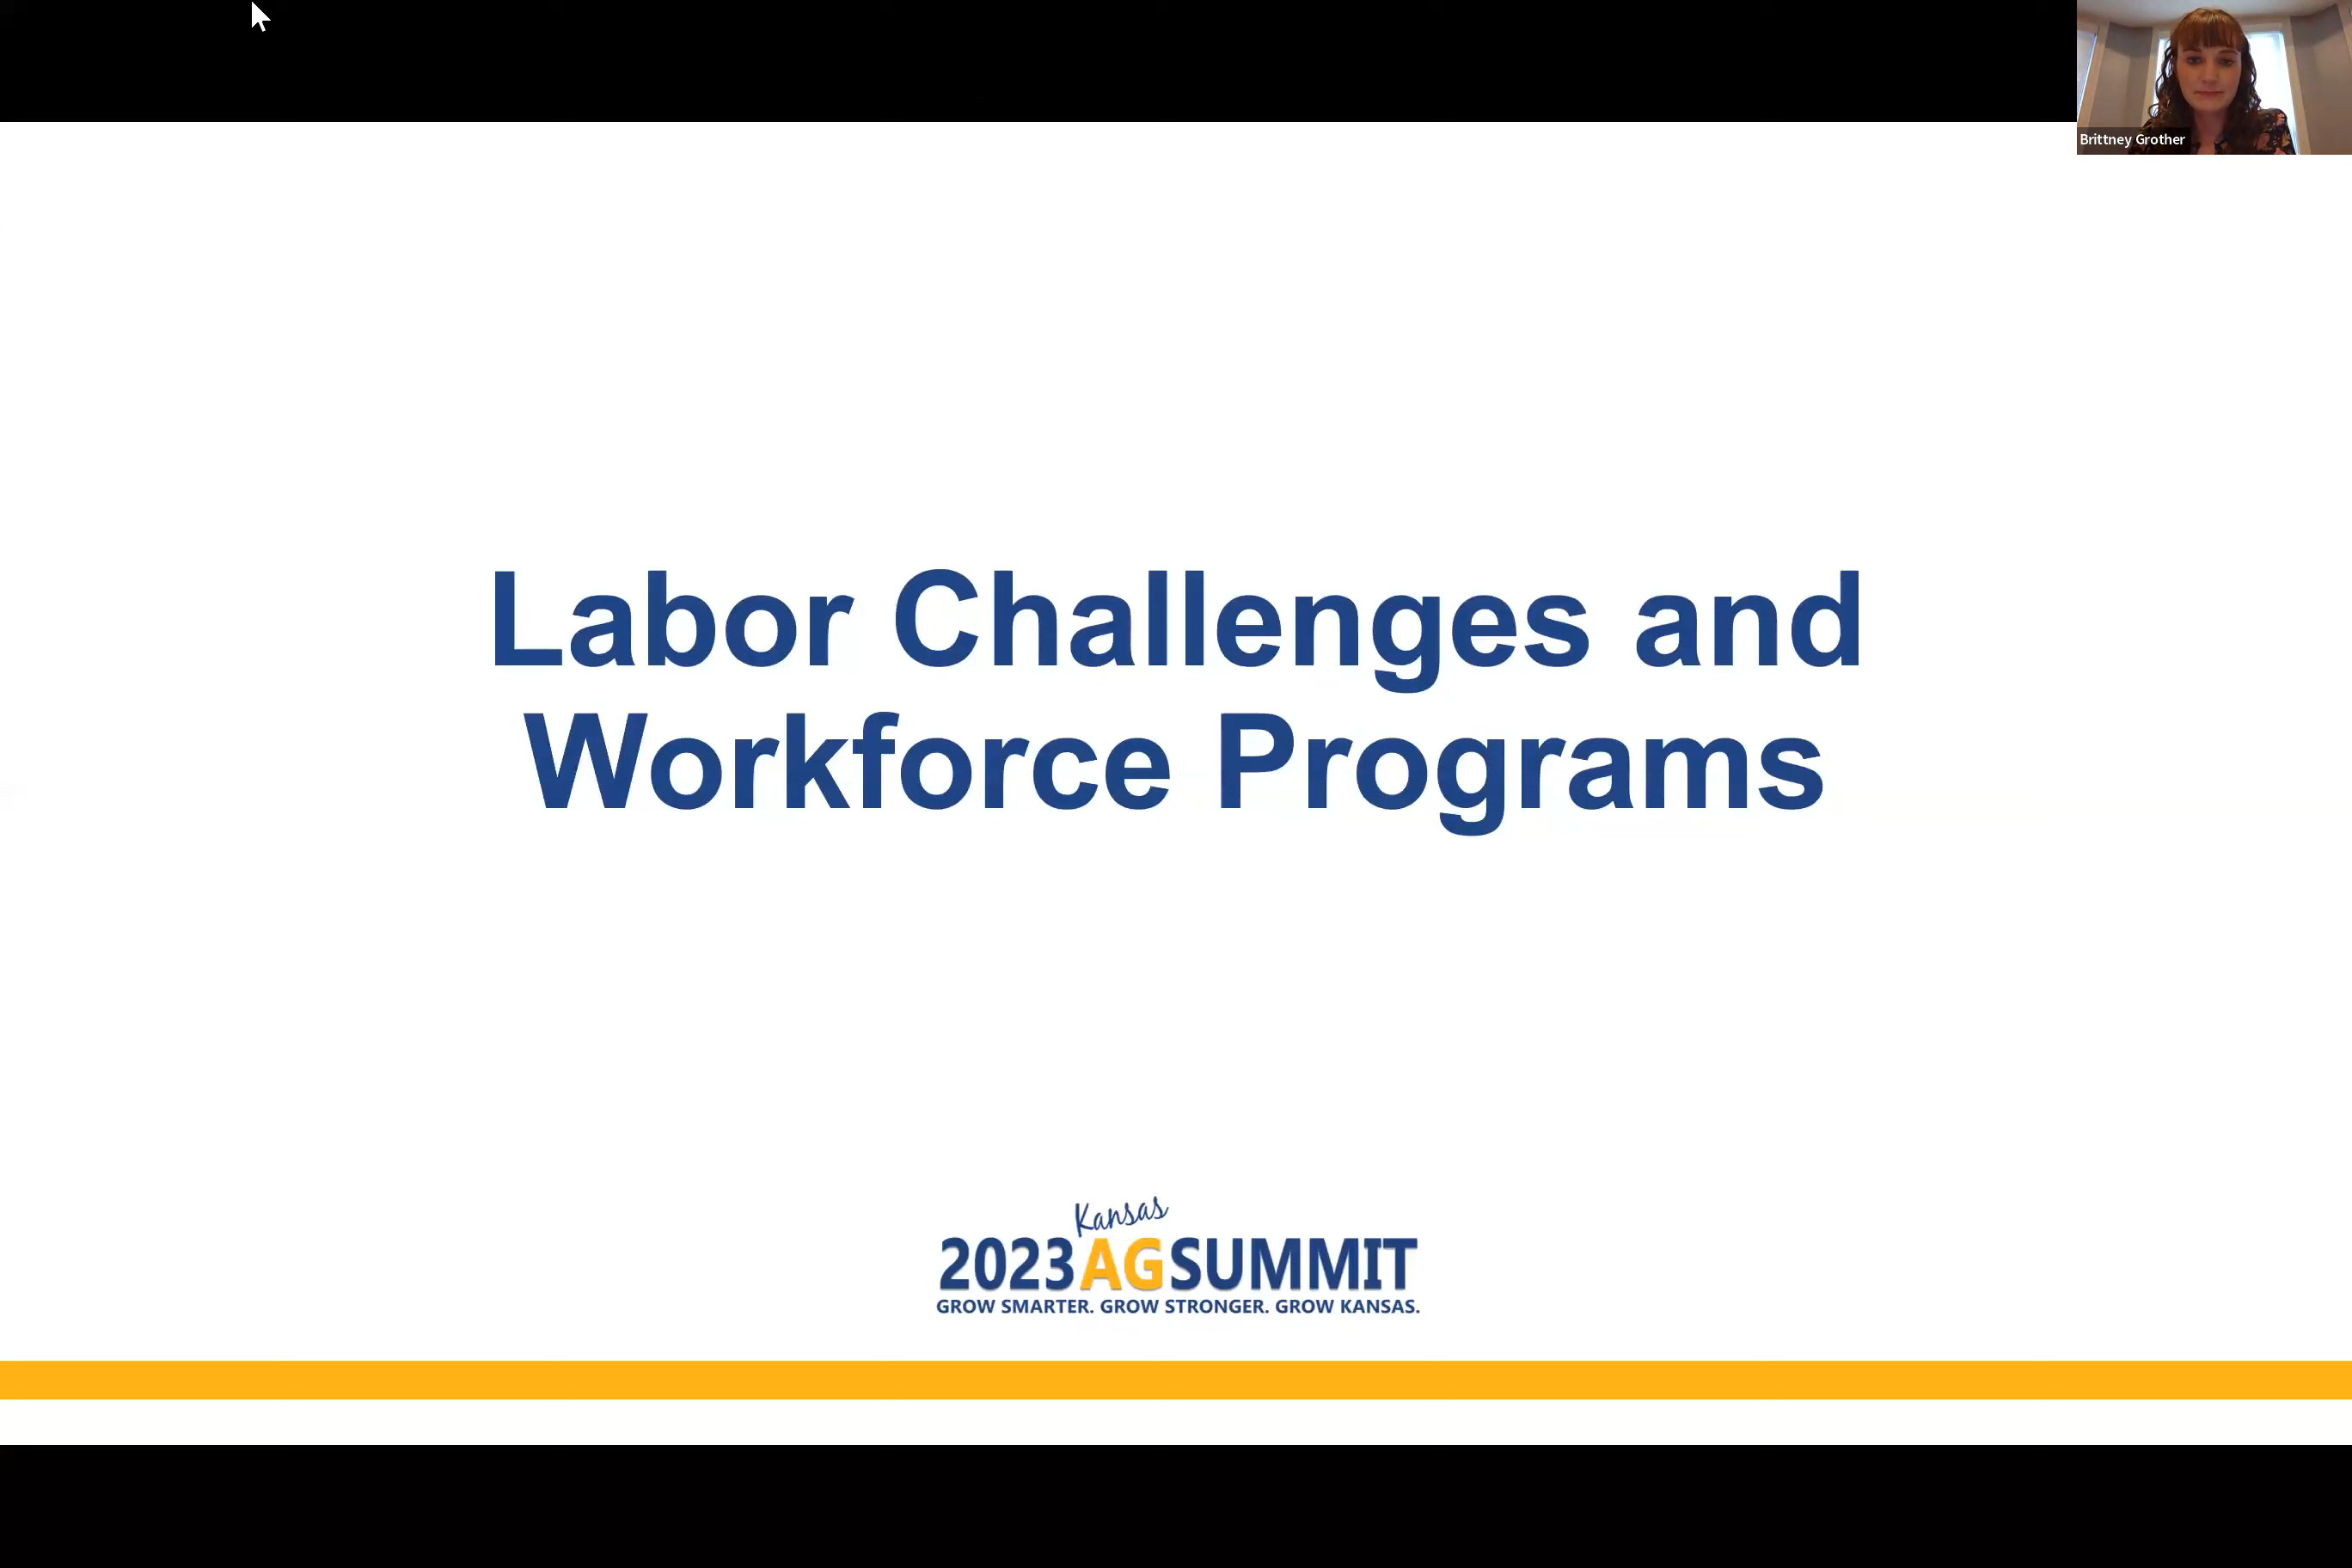 Brittney Grother
Labor Challenges and
Workforce Programs
Kansas
2023 AG SUMMIT
GROW SMARTER. GROW STRONGER. GROW KANSAS.